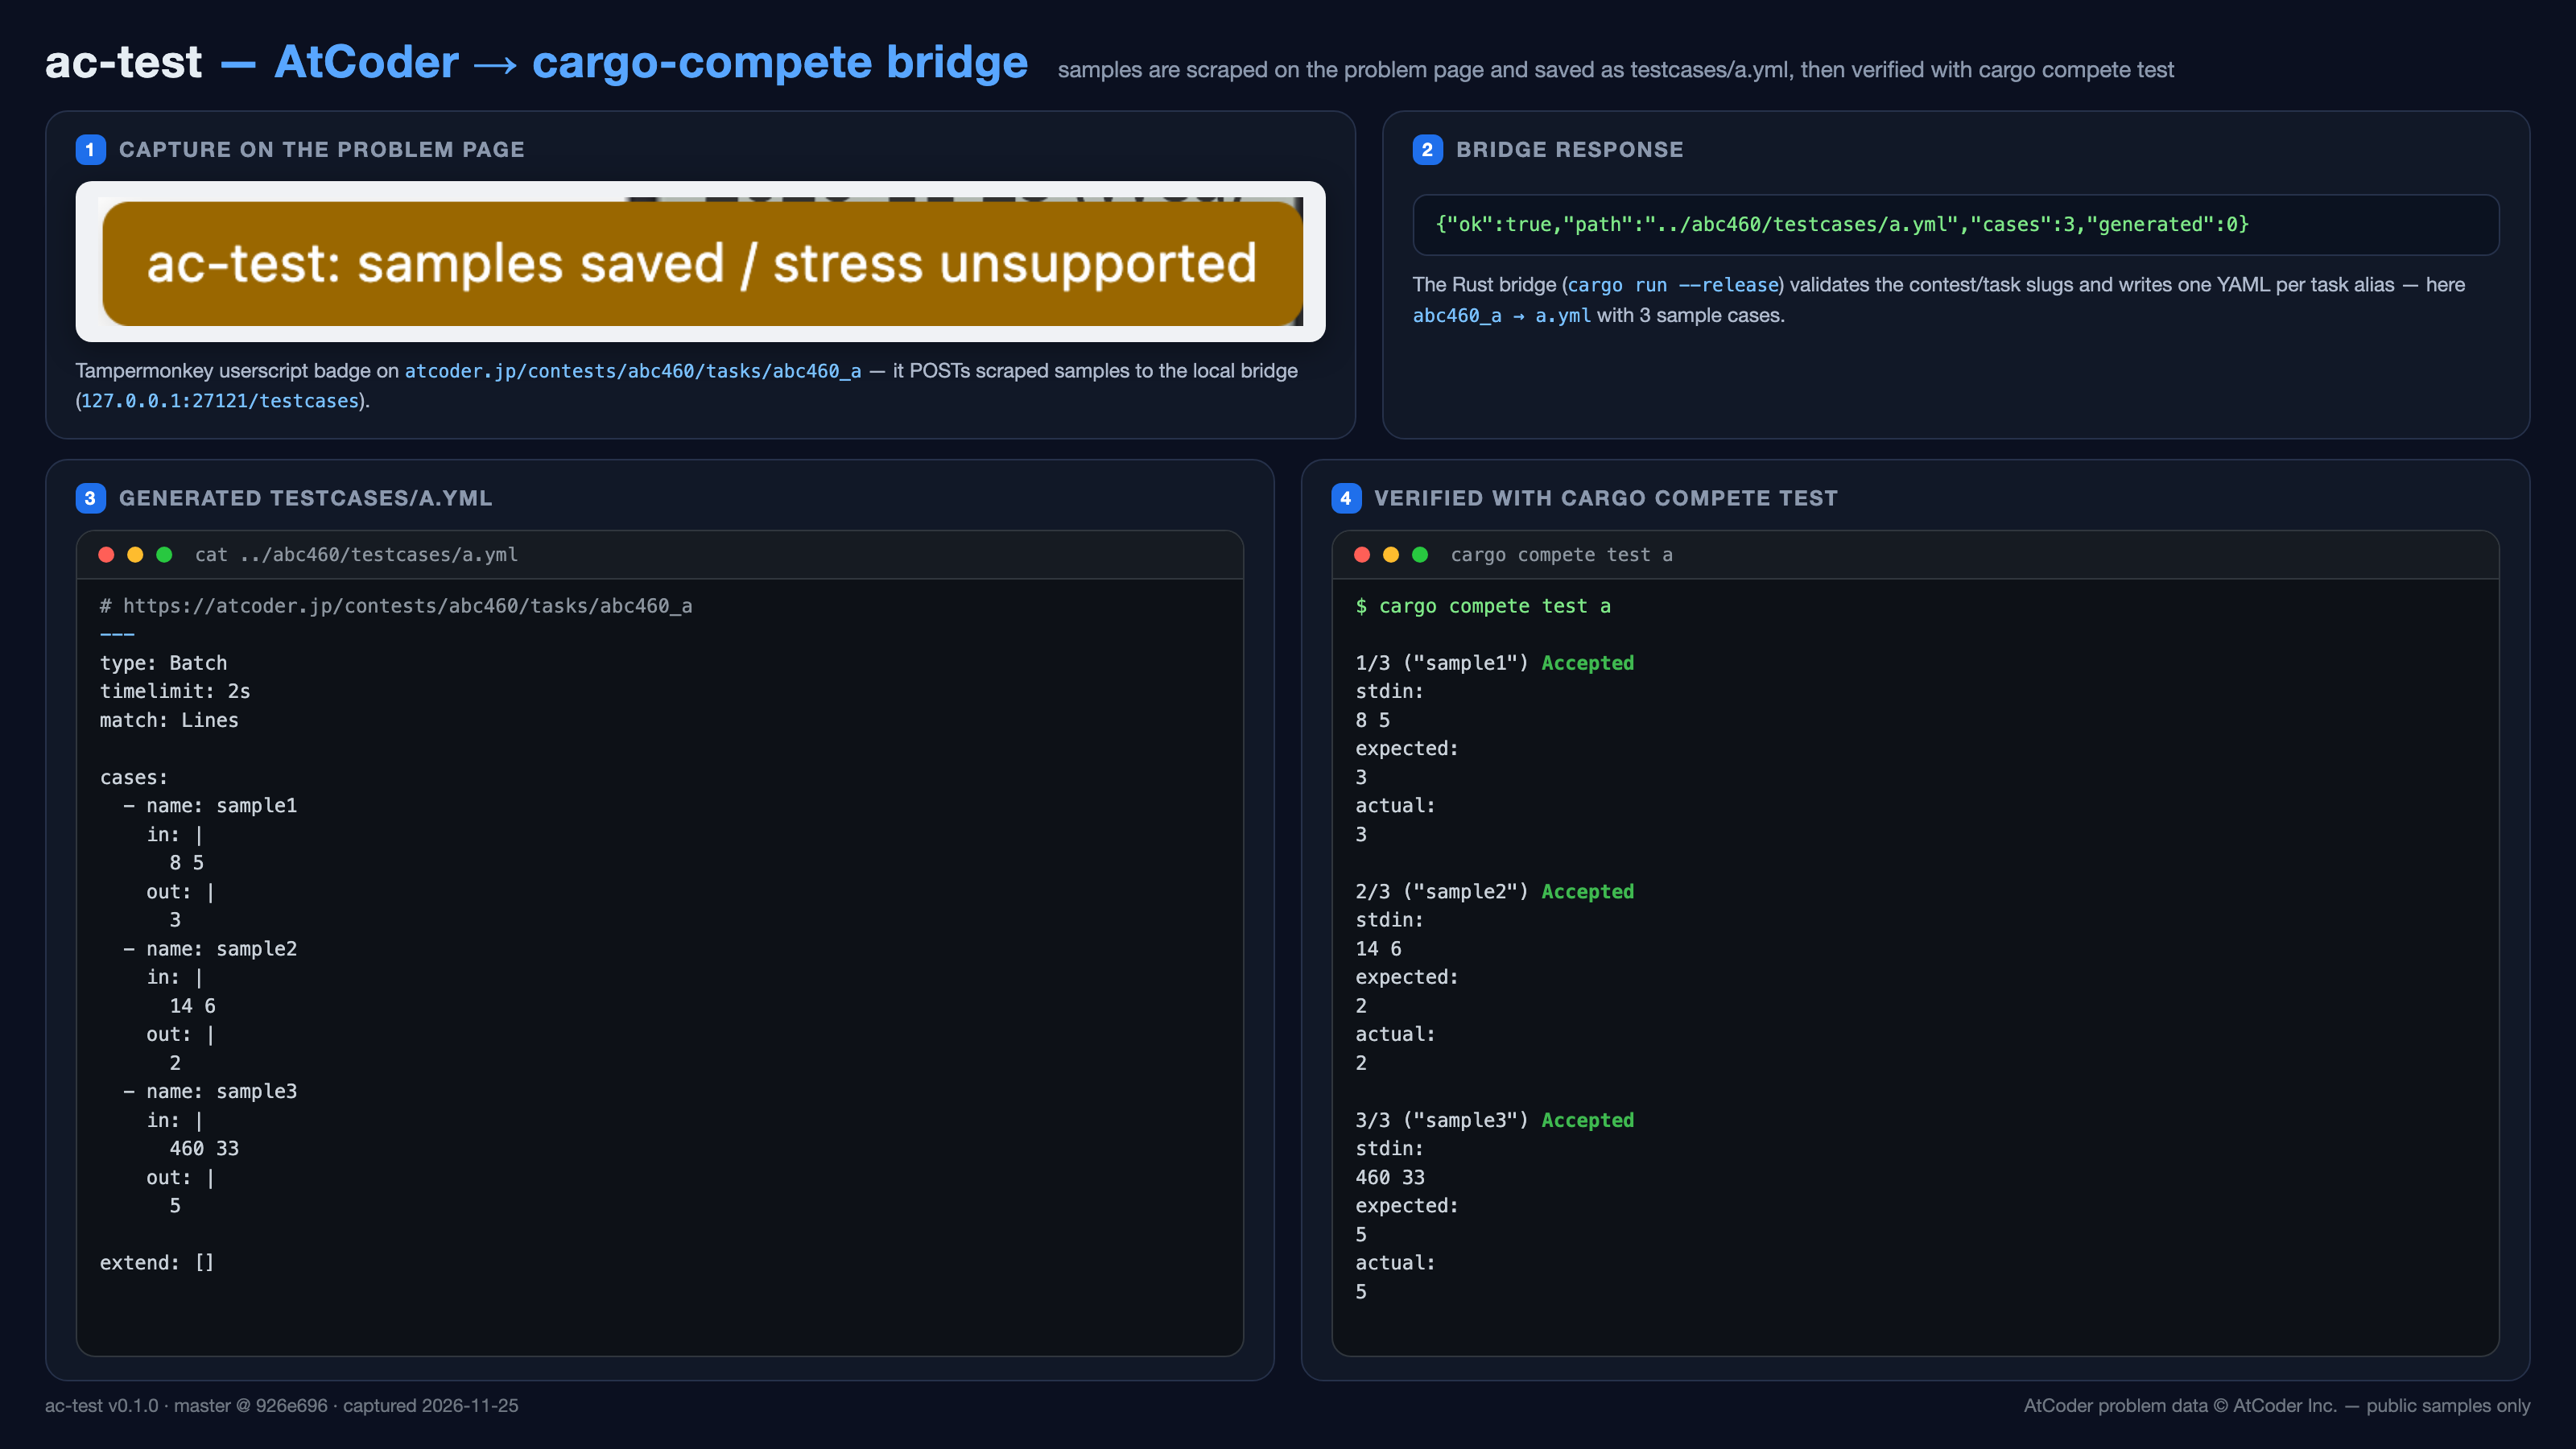 ac-test — AtCoder → cargo-compete bridge samples are scraped on the problem page and saved as testcases/a.yml, then verified with cargo compete test
1 CAPTURE ON THE PROBLEM PAGE
ac-test: samples saved / stress unsupported
Tampermonkey userscript badge on atcoder.jp/contests/abc460/tasks/abc460_a — it POSTs scraped samples to the local bridge
(127.0.0.1:27121/testcases).
2 BRIDGE RESPONSE
{"ok":true,"path":"../abc460/testcases/a.yml","cases":3,"generated":0}
The Rust bridge (cargo run --release) validates the contest/task slugs and writes one YAML per task alias — here
abc460_a → a.yml with 3 sample cases.
3 GENERATED TESTCASES/A.YML
cat ../abc460/testcases/a.yml
# https://atcoder.jp/contests/abc460/tasks/abc460_a
---
type: Batch
timelimit: 2s
match: Lines
cases:
  - name: sample1
    in: |
      8 5
    out: |
      3
  - name: sample2
    in: |
      14 6
    out: |
      2
  - name: sample3
    in: |
      460 33
    out: |
      5
extend: []
4 VERIFIED WITH CARGO COMPETE TEST
cargo compete test a
$ cargo compete test a
1/3 ("sample1") Accepted
stdin:
8 5
expected:
3
actual:
3
2/3 ("sample2") Accepted
stdin:
14 6
expected:
2
actual:
2
3/3 ("sample3") Accepted
stdin:
460 33
expected:
5
actual:
5
ac-test v0.1.0 · master @ 926e696 · captured 2026-11-25
AtCoder problem data © AtCoder Inc. — public samples only